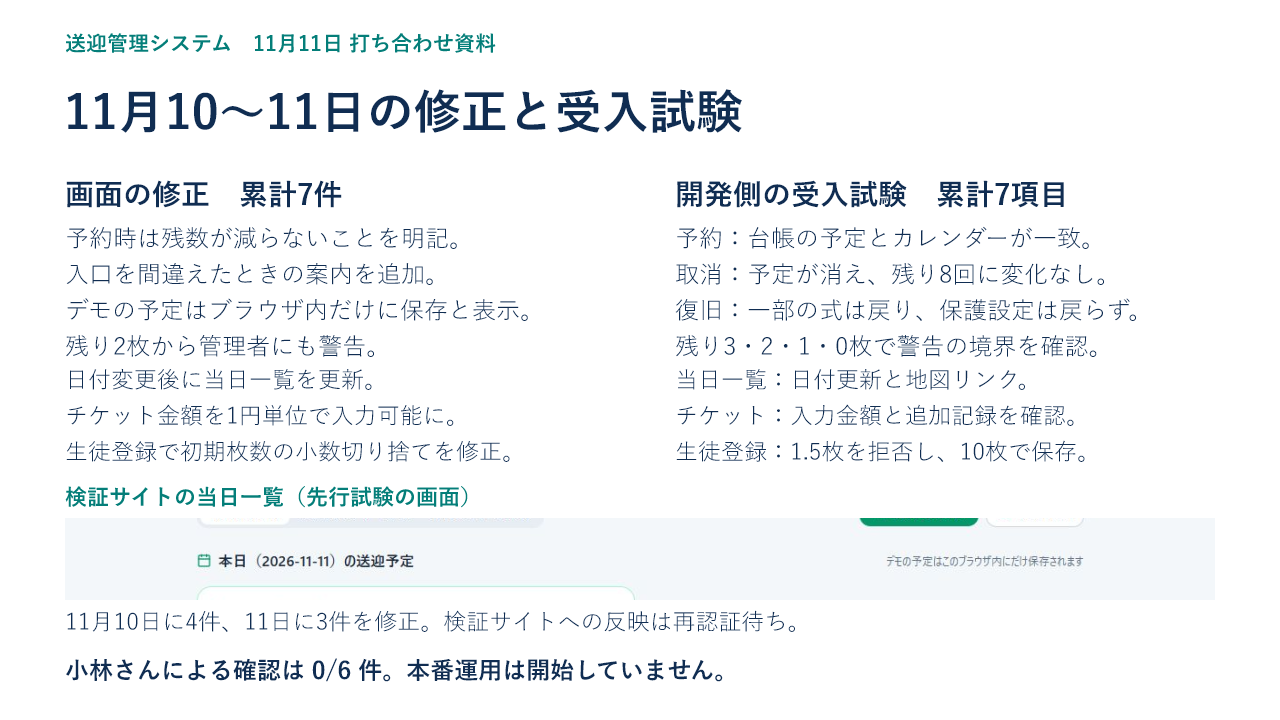 送迎管理システム　11月11日 打ち合わせ資料
11月10～11日の修正と受入試験
画面の修正　累計7件
予約時は残数が減らないことを明記。
入口を間違えたときの案内を追加。
デモの予定はブラウザ内だけに保存と表示。
残り2枚から管理者にも警告。
日付変更後に当日一覧を更新。
チケット金額を1円単位で入力可能に。
生徒登録で初期枚数の小数切り捨てを修正。
開発側の受入試験　累計7項目
予約：台帳の予定とカレンダーが一致。
取消：予定が消え、残り8回に変化なし。
復旧：一部の式は戻り、保護設定は戻らず。
残り3・2・1・0枚で警告の境界を確認。
当日一覧：日付更新と地図リンク。
チケット：入力金額と追加記録を確認。
生徒登録：1.5枚を拒否し、10枚で保存。
検証サイトの当日一覧（先行試験の画面）
本日（2026-11-11）の送迎予定
デモの予定はこのブラウザ内にだけ保存されます
11月10日に4件、11日に3件を修正。検証サイトへの反映は再認証待ち。
小林さんによる確認は 0/6 件。本番運用は開始していません。